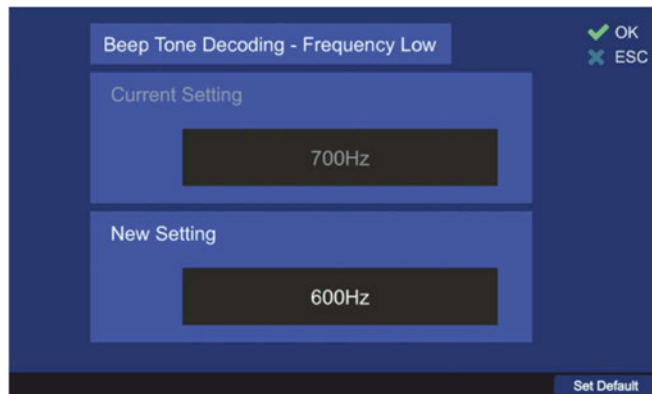 Beep Tone Decoding - Frequency Low
OK
ESC
Current Setting
700Hz
New Setting
600Hz
Set Default